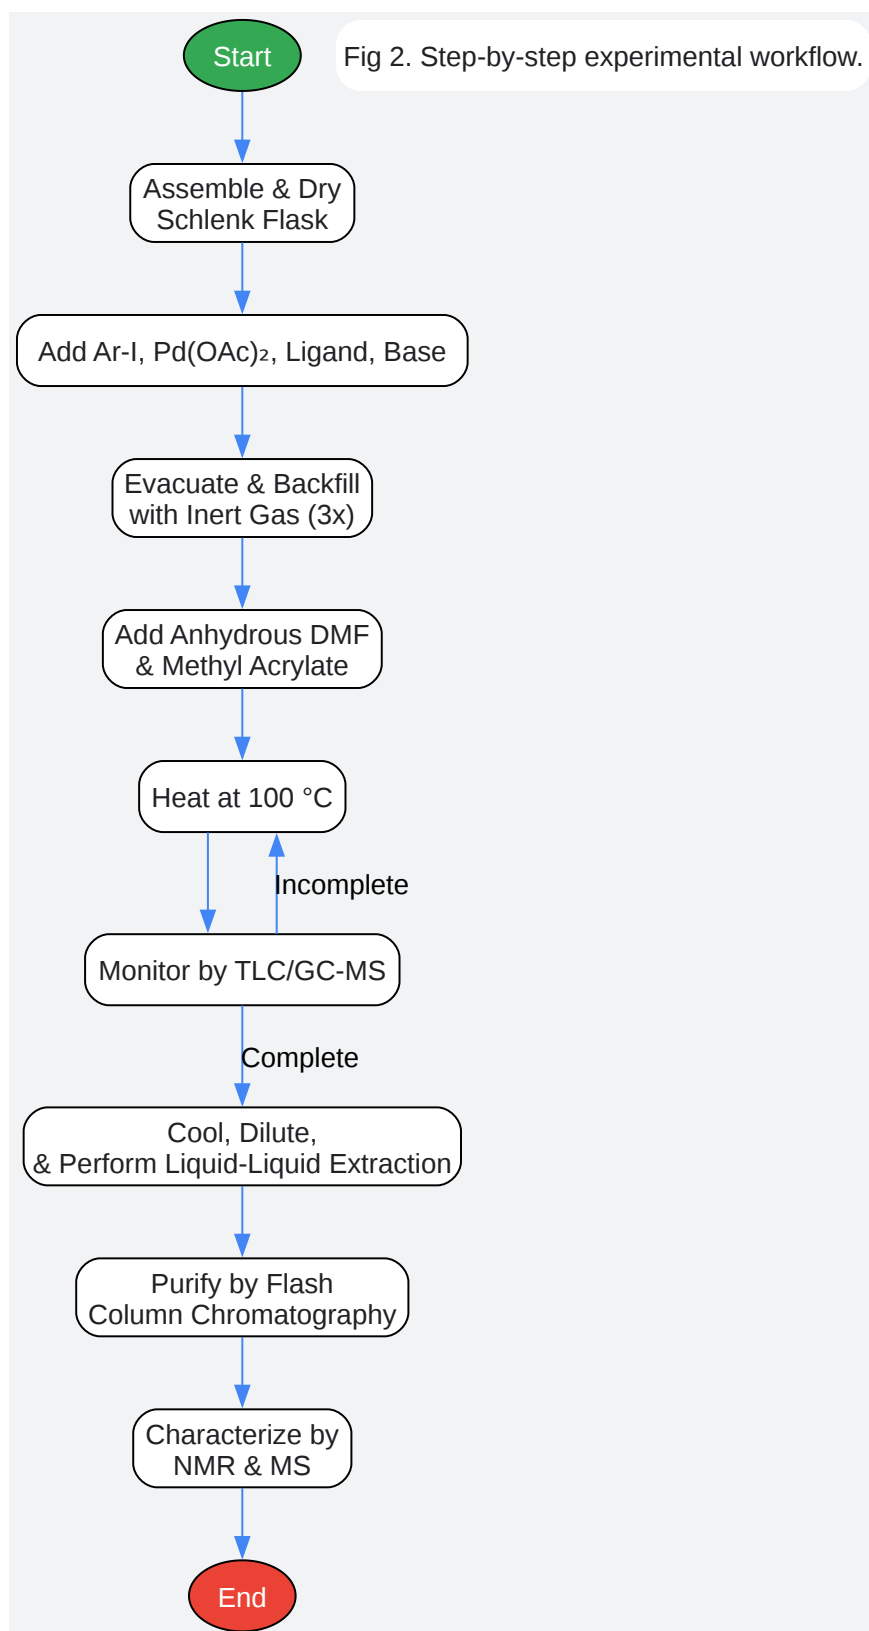 Start
Fig 2. Step-by-step experimental workflow.
Assemble & Dry
Schlenk Flask
Add Ar-I, Pd(OAc)₂, Ligand, Base
Evacuate & Backfill
with Inert Gas (3x)
Add Anhydrous DMF
& Methyl Acrylate
Heat at 100 °C
Incomplete
Monitor by TLC/GC-MS
Complete
Cool, Dilute,
& Perform Liquid-Liquid Extraction
Purify by Flash
Column Chromatography
Characterize by
NMR & MS
End